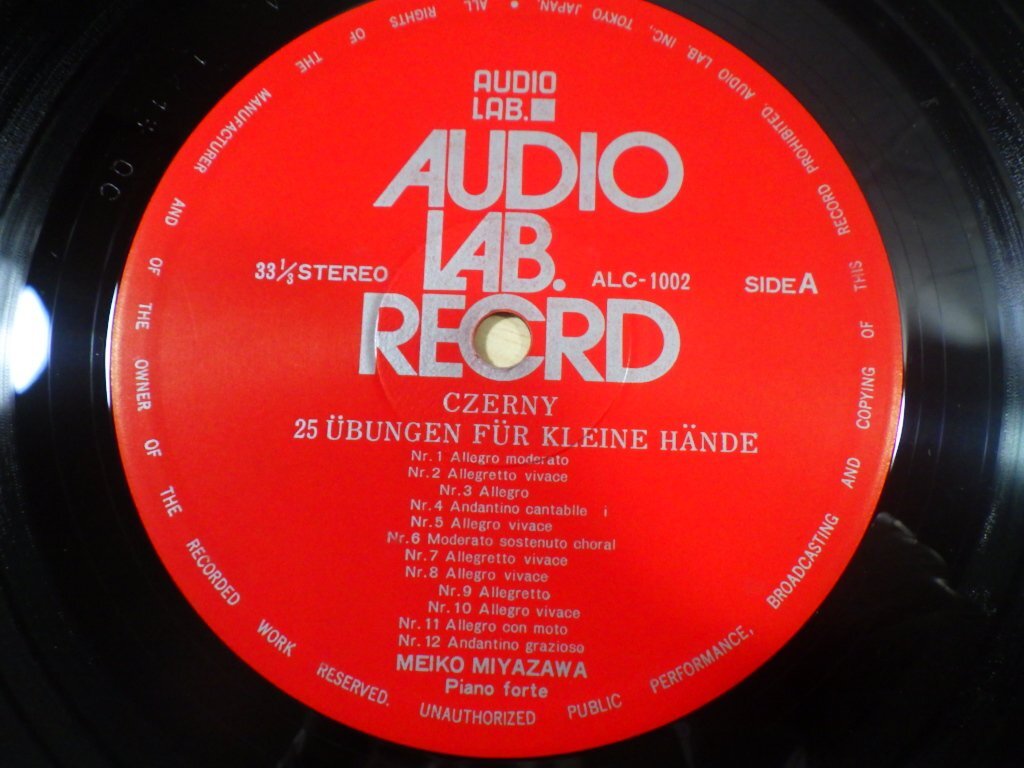 AUDIO
LAB.
AUDIO
LAB.
RECORD
33 1/3 STEREO
ALC-1002
SIDE A
CZERNY
25 ÜBUNGEN FÜR KLEINE HÄNDE
Nr.1 Allegro moderato
Nr.2 Allegretto vivace
Nr.3 Allegro
Nr.4 Andantino cantabile i
Nr.5 Allegro vivace
Nr.6 Moderato sostenuto choral
Nr.7 Allegretto vivace
Nr.8 Allegro vivace
Nr.9 Allegretto
Nr.10 Allegro vivace
Nr.11 Allegro con moto
Nr.12 Andantino grazioso
MEIKO MIYAZAWA
Piano forte
ALL RIGHTS OF THE MANUFACTURER AND OF THE OWNER OF THE RECORDED WORK RESERVED. UNAUTHORIZED PUBLIC PERFORMANCE, BROADCASTING AND COPYING OF THIS RECORD PROHIBITED. AUDIO LAB. INC., TOKYO JAPAN.